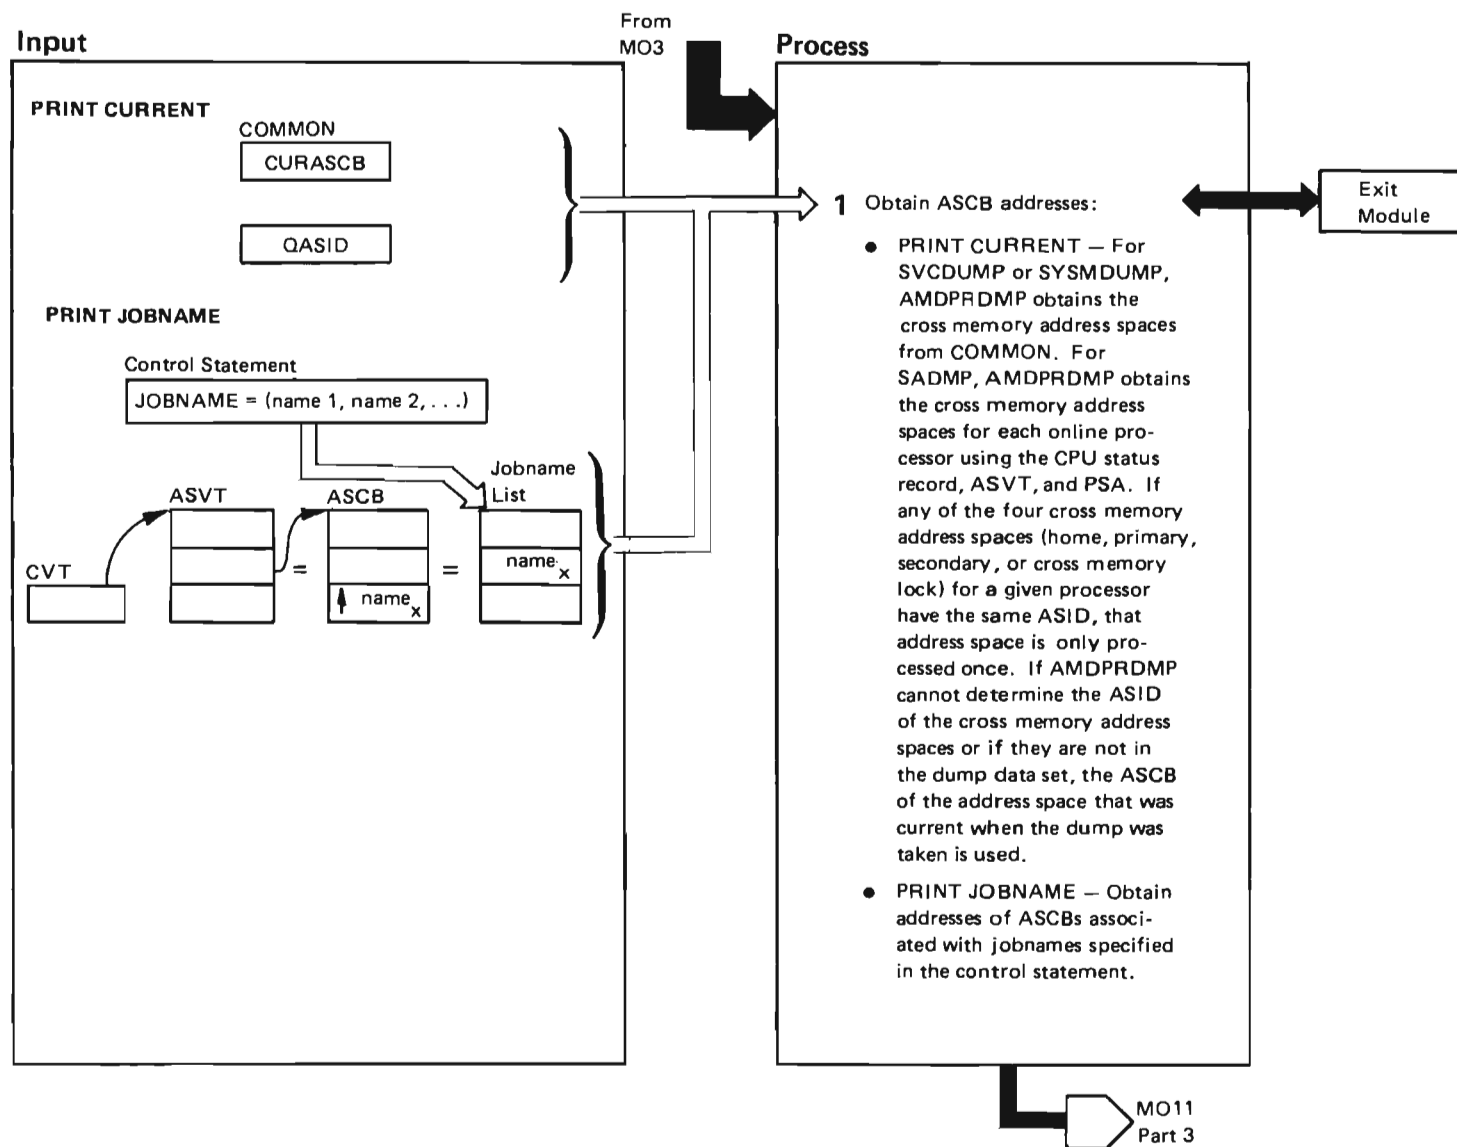 From
MO3
Input
Process
PRINT CURRENT
COMMON
CURASCB
QASID
PRINT JOBNAME
Control Statement
JOBNAME = (name 1, name 2, . . .)
Jobname
List
ASVT
ASCB
CVT
=
=
name x
name x
1 Obtain ASCB addresses:
● PRINT CURRENT — For
SVCDUMP or SYSMDUMP,
AMDPRDMP obtains the
cross memory address spaces
from COMMON. For
SADMP, AMDPRDMP obtains
the cross memory address
spaces for each online pro-
cessor using the CPU status
record, ASVT, and PSA. If
any of the four cross memory
address spaces (home, primary,
secondary, or cross memory
lock) for a given processor
have the same ASID, that
address space is only pro-
cessed once. If AMDPRDMP
cannot determine the ASID
of the cross memory address
spaces or if they are not in
the dump data set, the ASCB
of the address space that was
current when the dump was
taken is used.
● PRINT JOBNAME — Obtain
addresses of ASCBs associ-
ated with jobnames specified
in the control statement.
Exit
Module
MO11
Part 3